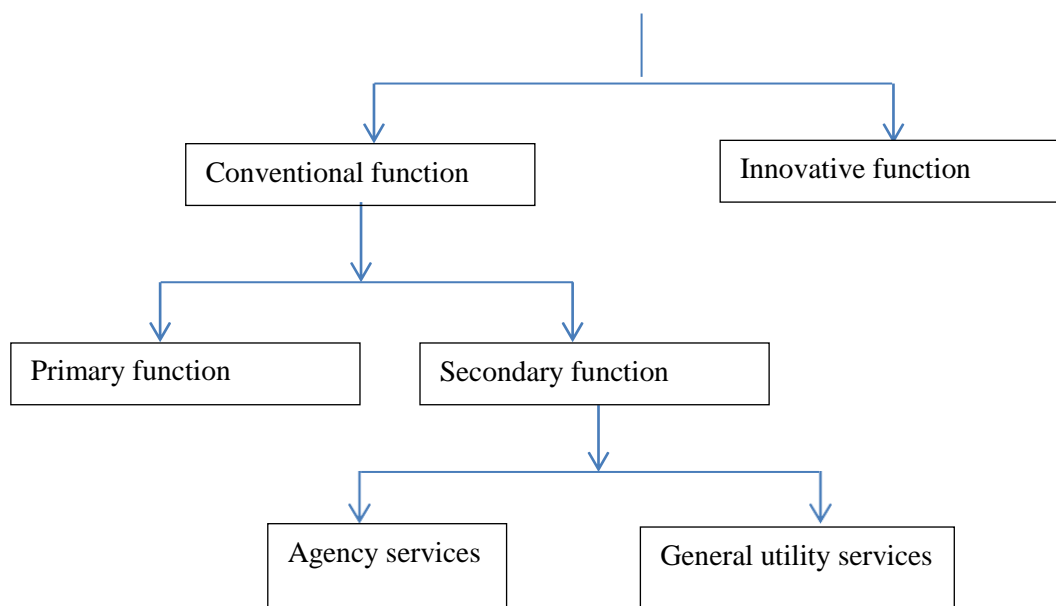 Conventional function
Innovative function
Primary function
Secondary function
Agency services
General utility services